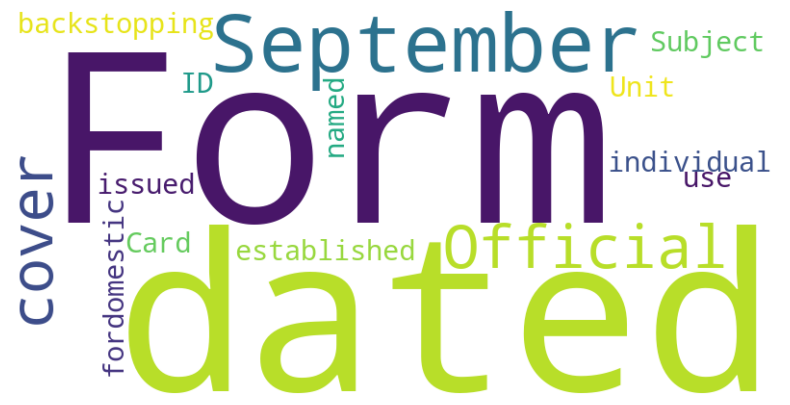 backstopping
September
Subject
Form
ID
named
Unit
cover
issued
individual
use
fordomestic
Card
established
Official
dated